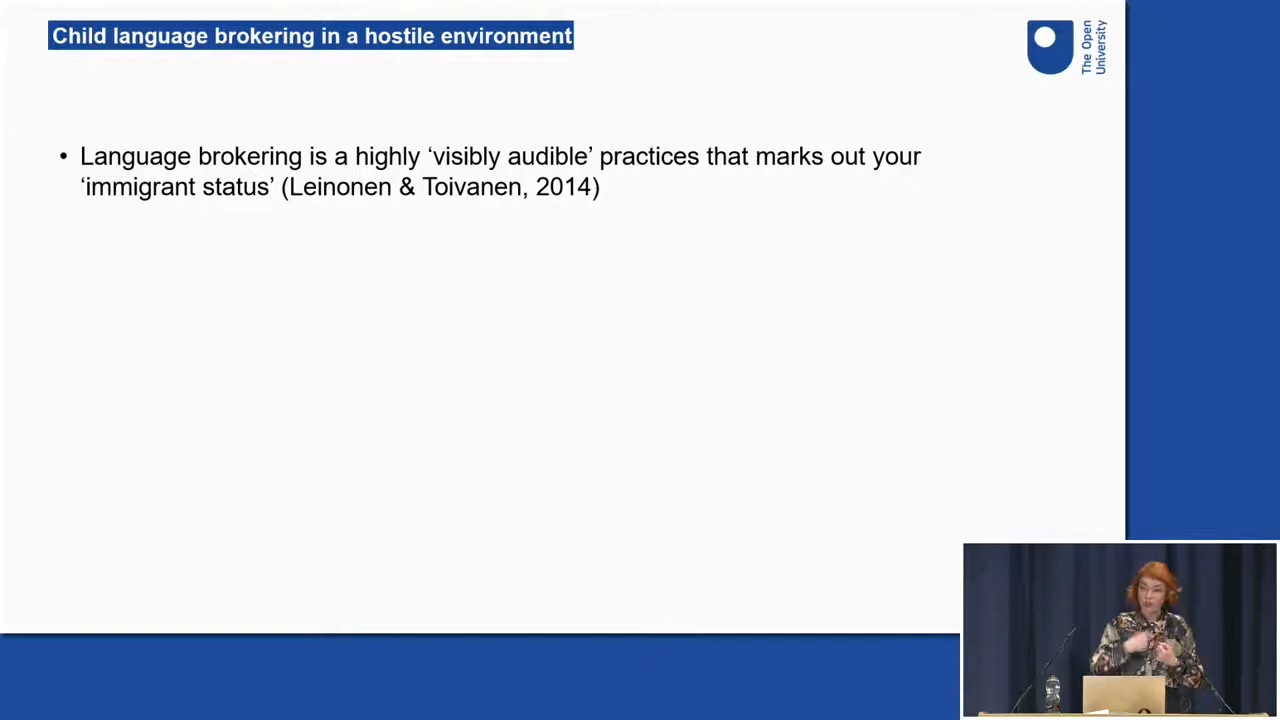 Child language brokering in a hostile environment
The Open
University
• Language brokering is a highly ‘visibly audible’ practices that marks out your
‘immigrant status’ (Leinonen & Toivanen, 2014)